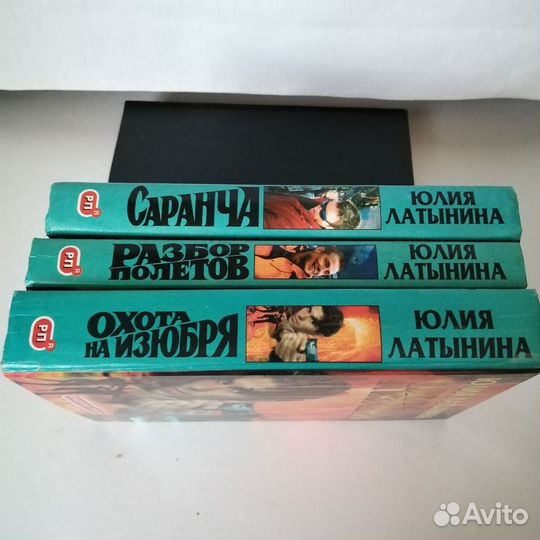 РП
R
САРАНЧА
ЮЛИЯ
ЛАТЫНИНА
РП
R
РАЗБОР
ПОЛЕТОВ
ЮЛИЯ
ЛАТЫНИНА
РП
R
ОХОТА
НА ИЗЮБРЯ
ЮЛИЯ
ЛАТЫНИНА
Avito